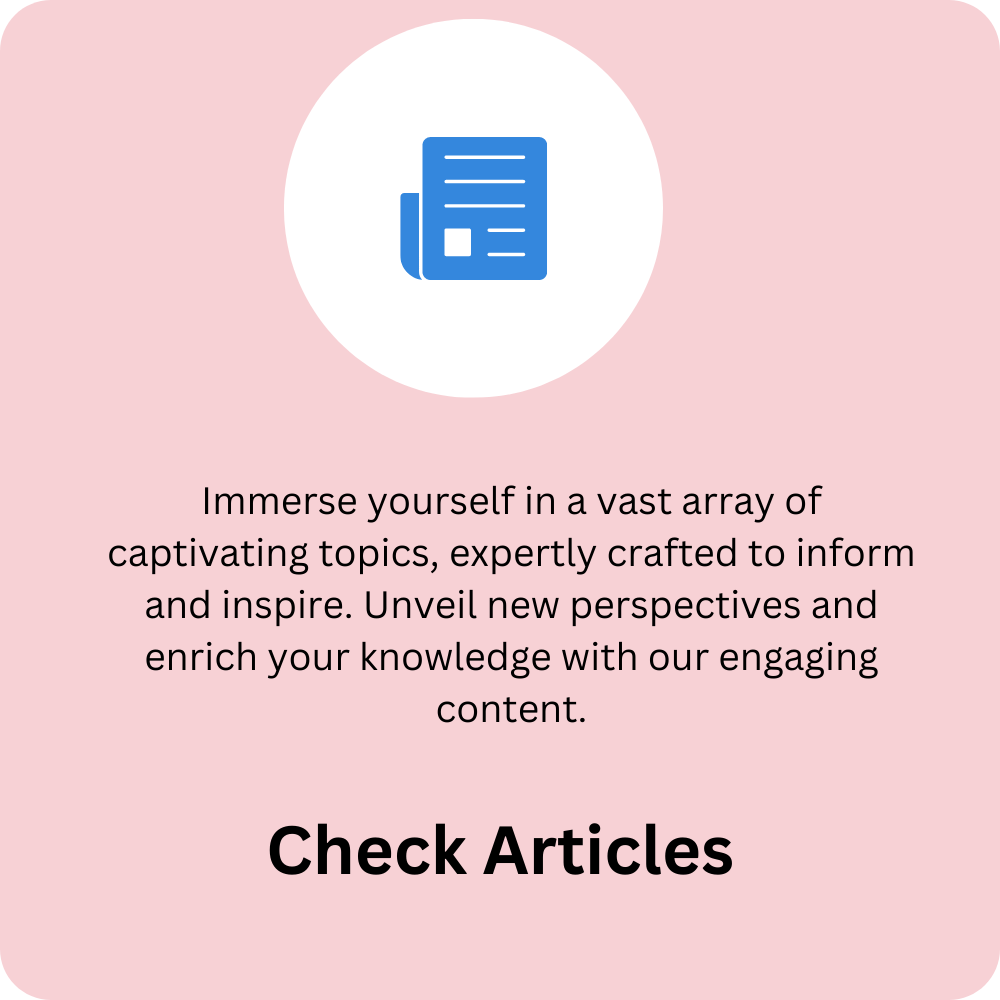 Immerse yourself in a vast array of
captivating topics, expertly crafted to inform
and inspire. Unveil new perspectives and
enrich your knowledge with our engaging
content.
Check Articles